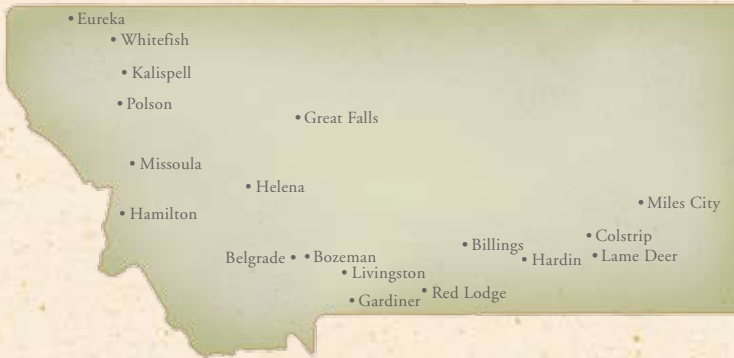 Eureka
Whitefish
Kalispell
Polson
Great Falls
Missoula
Helena
Miles City
Hamilton
Colstrip
Billings
Belgrade
Bozeman
Hardin
Lame Deer
Livingston
Red Lodge
Gardiner